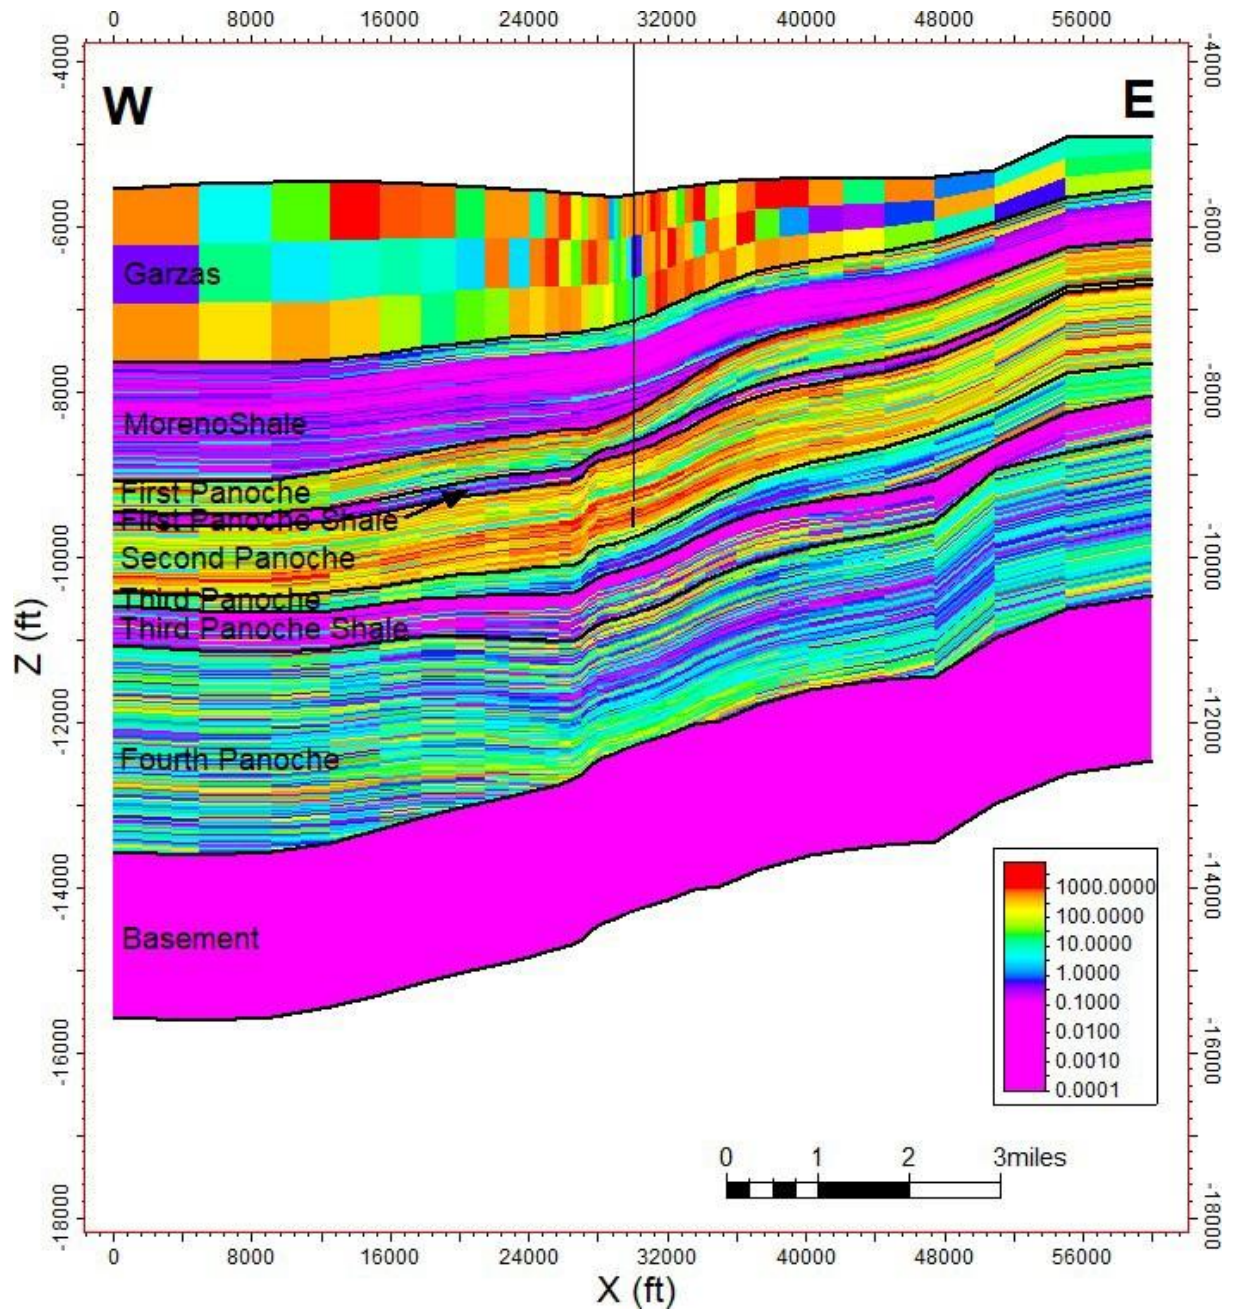 0 8000 16000 24000 32000 40000 48000 56000
-4000 -4000
W E
-6000 -6000
Garzas
-8000 -8000
MorenoShale
First Panoche
First Panoche Shale
Second Panoche
-10000 -10000
Third Panoche
Third Panoche Shale
Z (ft)
-12000 -12000
Fourth Panoche
-14000 -14000
1000.0000
100.0000
10.0000
1.0000
0.1000
0.0100
0.0010
0.0001
Basement
-16000 -16000
0 1 2 3miles
-18000 -18000
0 8000 16000 24000 32000 40000 48000 56000
X (ft)